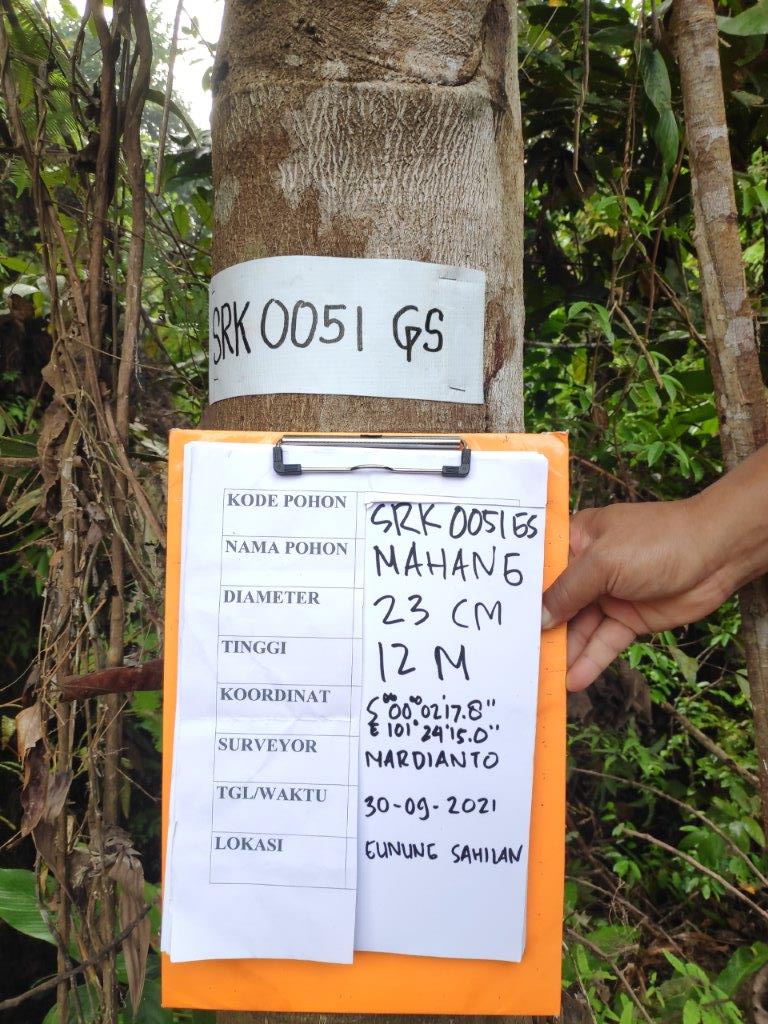 SRK 0051 GS
KODE POHON SRK 0051 GS
NAMA POHON MAHANG
DIAMETER 23 CM
TINGGI 12 M
KOORDINAT S 00°02'17.8"
E 101°24'15.0"
SURVEYOR MARDIANTO
TGL/WAKTU 30-09-2021
LOKASI GUNUNG SAHILAN